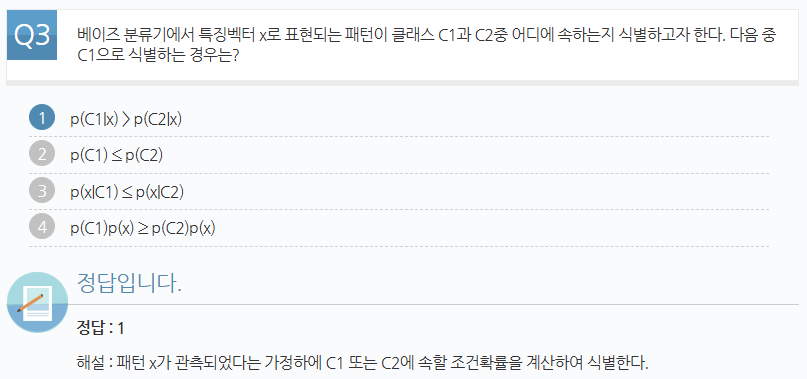 Q3
베이즈 분류기에서 특징벡터 x로 표현되는 패턴이 클래스 C1과 C2중 어디에 속하는지 식별하고자 한다. 다음 중
C1으로 식별하는 경우는?
1 p(C1|x) > p(C2|x)
2 p(C1) ≤ p(C2)
3 p(x|C1) ≤ p(x|C2)
4 p(C1)p(x) ≥ p(C2)p(x)
정답입니다.
정답 : 1
해설 : 패턴 x가 관측되었다는 가정하에 C1 또는 C2에 속할 조건확률을 계산하여 식별한다.